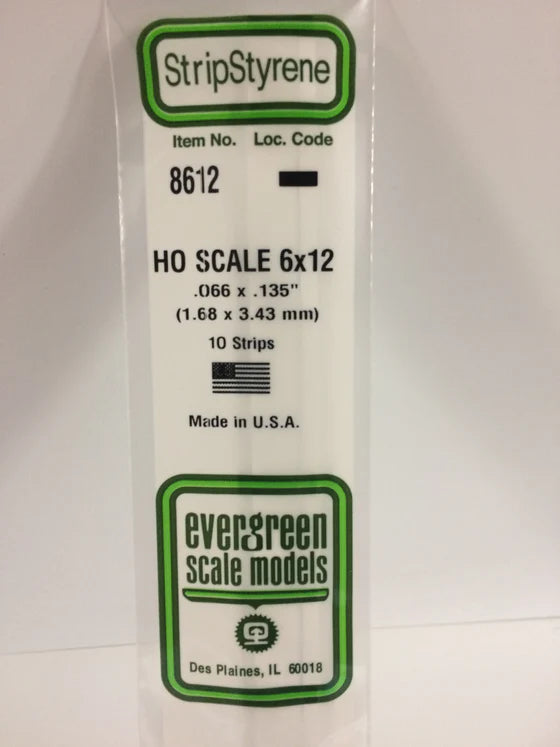 StripStyrene
Item No. Loc. Code
8612
HO SCALE 6x12
.066 x .135"
(1.68 x 3.43 mm)
10 Strips
Made in U.S.A.
evergreen
scale models
Des Plaines, IL 60018